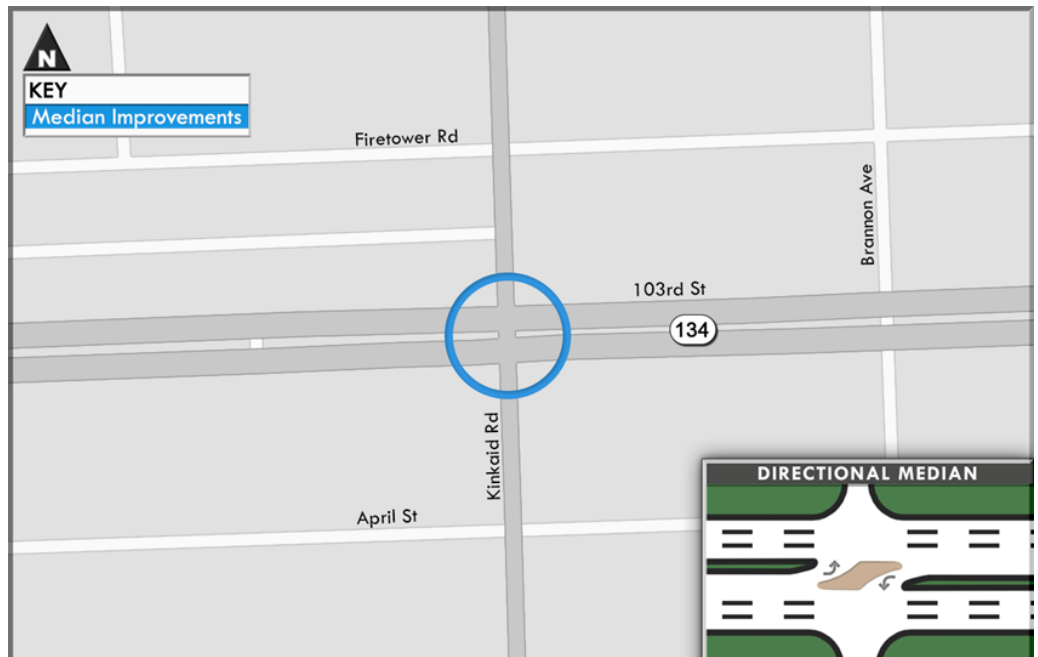 N
KEY
Median Improvements
Firetower Rd
Brannon Ave
103rd St
134
Kinkaid Rd
April St
DIRECTIONAL MEDIAN